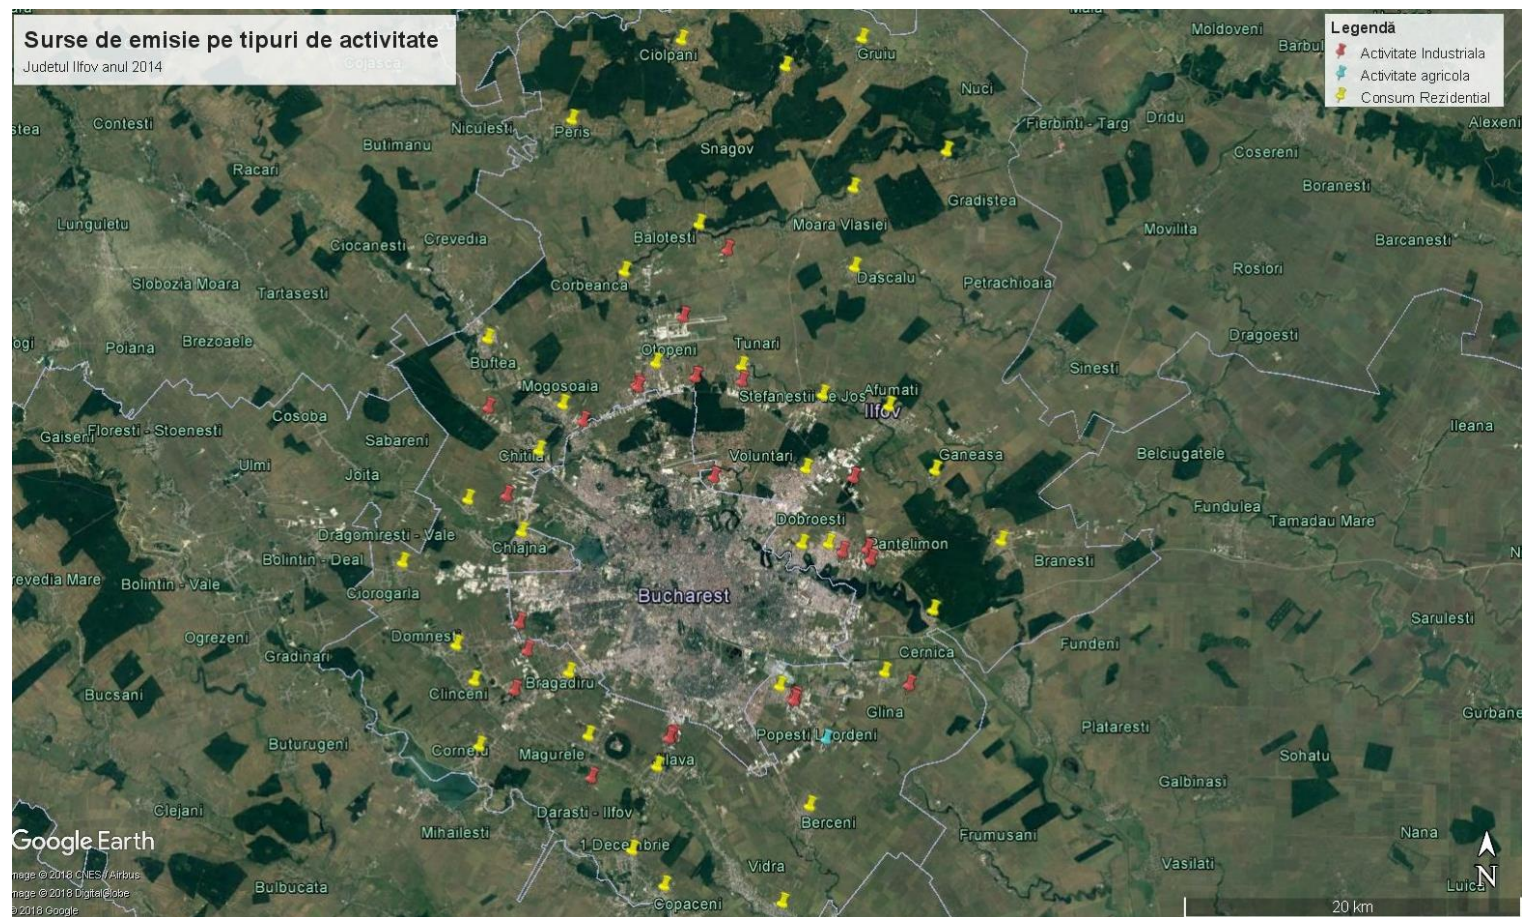 Surse de emisie pe tipuri de activitate
Judetul Ilfov anul 2014
Legendă
Activitate Industriala
Activitate agricola
Consum Rezidential
Ciolpani
Gruiu
Moldoveni
Nuci
Contesti
Niculesti
Peris
Fierbinti - Targ
Dridu
Alexeni
Butimanu
Snagov
Cosereni
Racari
Boranesti
Gradistea
Lunguletu
Ciocanesti
Crevedia
Balotesti
Moara Vlasiei
Movilita
Barcanesti
Slobozia Moara
Tartasesti
Corbeanca
Dascalu
Petrachioaia
Rosiori
Poiana
Brezoaele
Buftea
Otopeni
Tunari
Dragoesti
Sinesti
Mogosoaia
Stefanestii de Jos
Afumati
Ilfov
Cosoba
Gaiseni
Floresti - Stoenesti
Sabareni
Ileana
Ulmi
Joita
Chitila
Voluntari
Ganeasa
Belciugatele
Fundulea
Tamadau Mare
Dragomiresti - Vale
Chiajna
Dobroesti
Pantelimon
Bolintin - Deal
Branesti
revedia Mare
Bolintin - Vale
Ciorogarla
Bucharest
Sarulesti
Ogrezeni
Domnesti
Gradinari
Cernica
Fundeni
Bucsani
Clinceni
Bragadiru
Glina
Gurbane
Buturugeni
Cornetu
Magurele
Jilava
Popesti Leordeni
Plataresti
Sohatu
Galbinasi
Clejani
Mihailesti
Darasti - Ilfov
Berceni
Frumusani
Nana
Google Earth
1 Decembrie
Vidra
Vasilati
mage © 2018 CNES / Airbus
mage © 2018 DigitalGlobe
© 2018 Google
Bulbucata
Copaceni
Luica
N
20 km